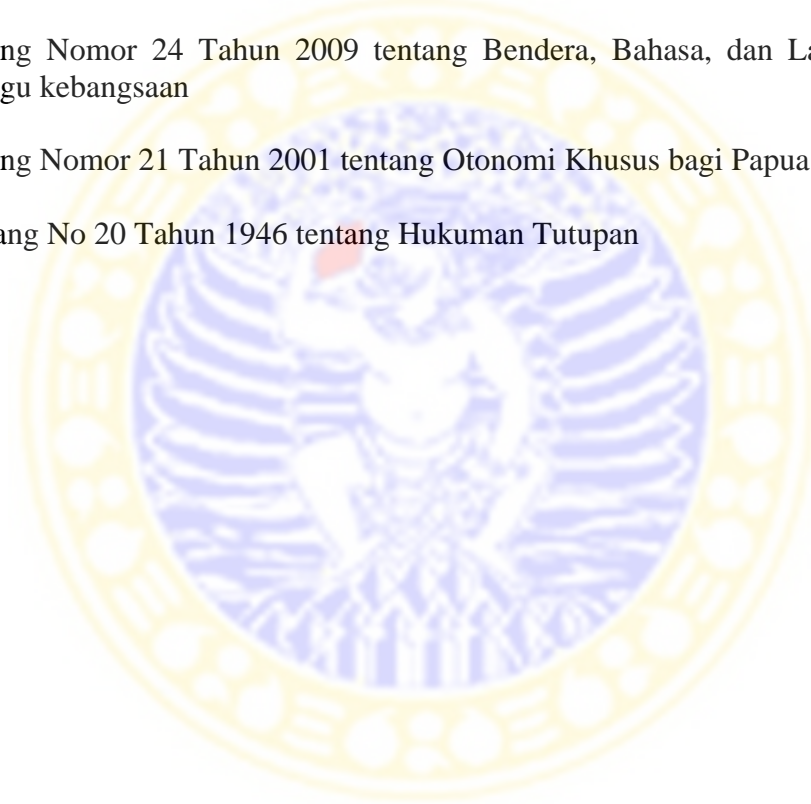 ng Nomor 24 Tahun 2009 tentang Bendera, Bahasa, dan La
gu kebangsaan
ng Nomor 21 Tahun 2001 tentang Otonomi Khusus bagi Papua
ang No 20 Tahun 1946 tentang Hukuman Tutupan